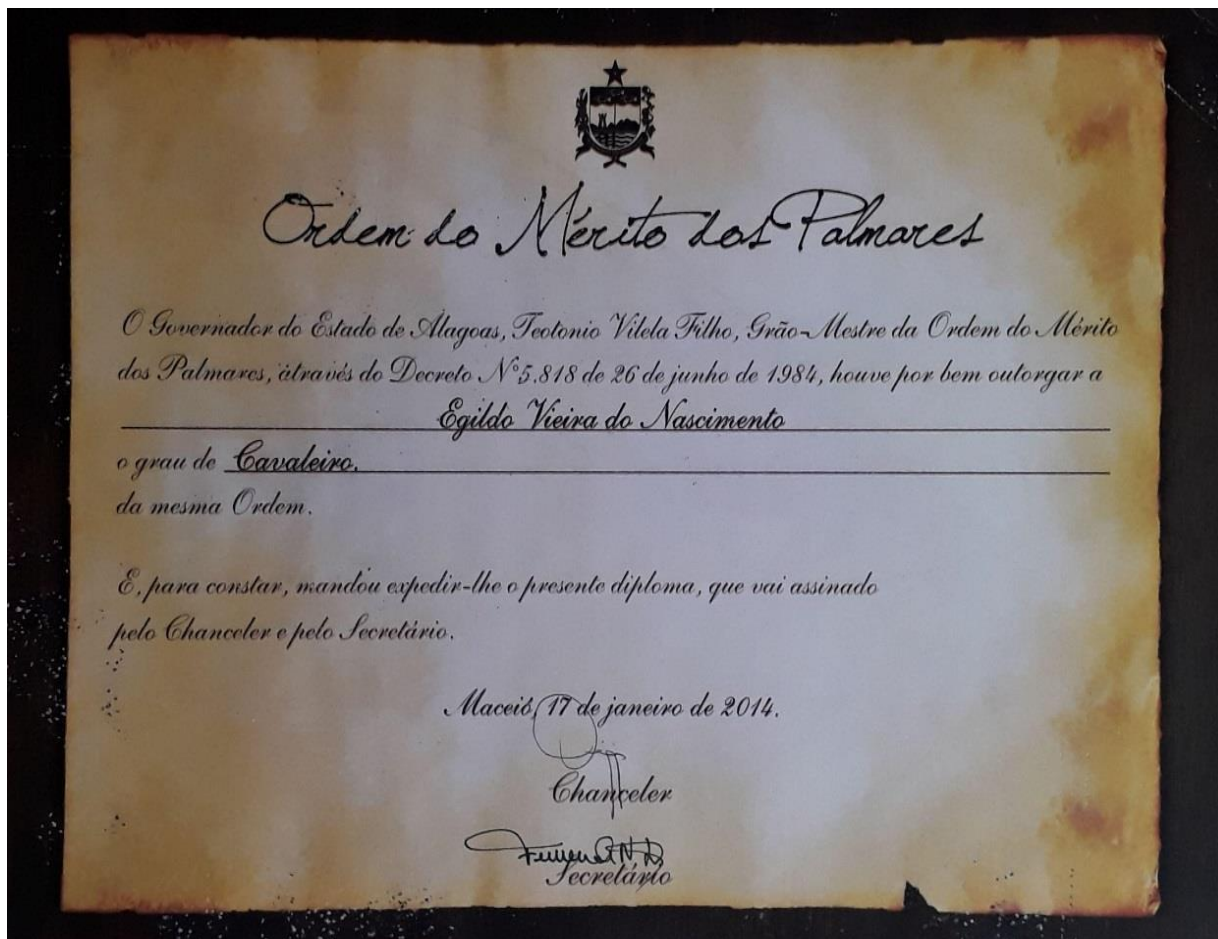 Ordem do Mérito dos Palmares
O Governador do Estado de Alagoas, Teotonio Vilela Filho, Grão-Mestre da Ordem do Mérito
dos Palmares, através do Decreto Nº 5.818 de 26 de junho de 1984, houve por bem outorgar a
Egildo Vieira do Nascimento
o grau de Cavaleiro.
da mesma Ordem.
E, para constar, mandou expedir-lhe o presente diploma, que vai assinado
pelo Chanceler e pelo Secretário.
Maceió, 17 de janeiro de 2014.
Chanceler
Secretário